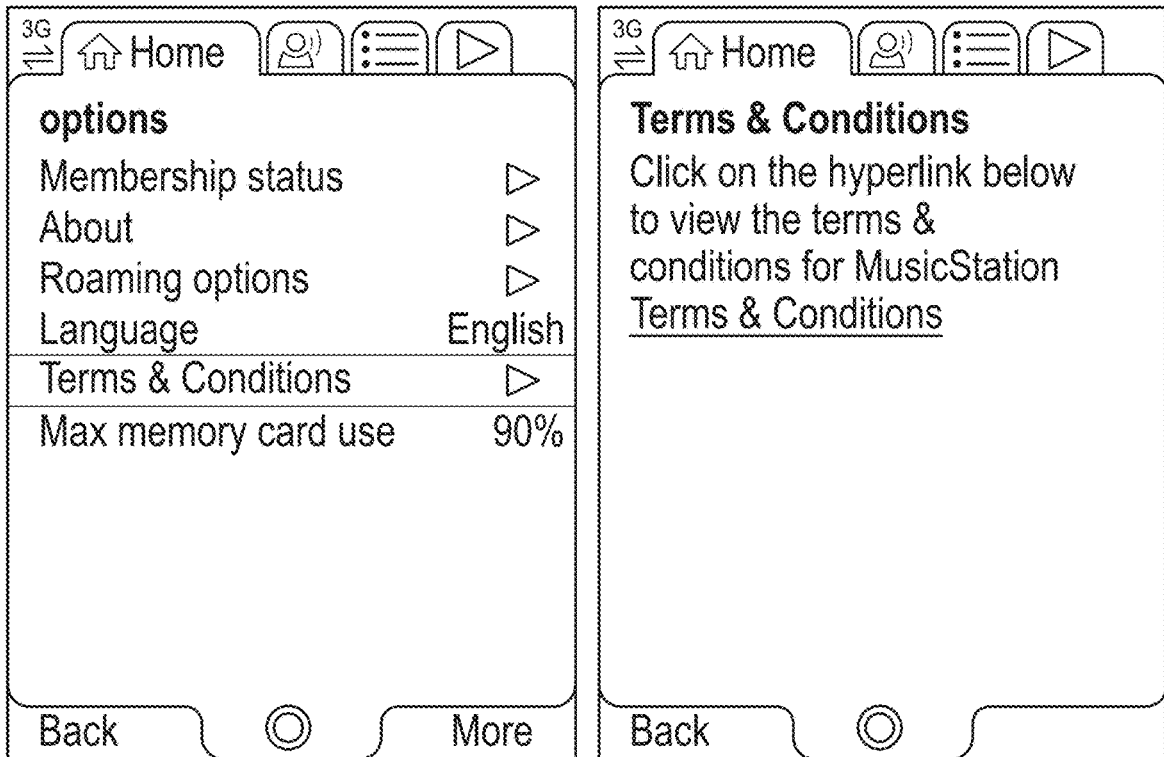 3G
Home
options
Membership status
About
Roaming options
Language English
Terms & Conditions
Max memory card use 90%
Back More
3G
Home
Terms & Conditions
Click on the hyperlink below
to view the terms &
conditions for MusicStation
Terms & Conditions
Back